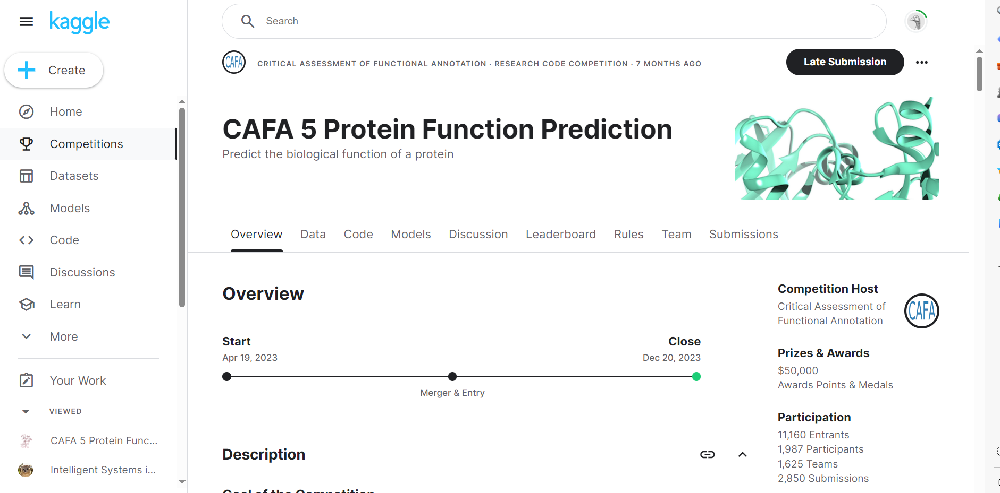 kaggle
Search
Create
Home
Competitions
Datasets
Models
Code
Discussions
Learn
More
Your Work
VIEWED
CAFA 5 Protein Func...
Intelligent Systems i...
CAFA
CRITICAL ASSESSMENT OF FUNCTIONAL ANNOTATION · RESEARCH CODE COMPETITION · 7 MONTHS AGO
Late Submission
CAFA 5 Protein Function Prediction
Predict the biological function of a protein
Overview
Data
Code
Models
Discussion
Leaderboard
Rules
Team
Submissions
Overview
Start
Close
Apr 19, 2023
Dec 20, 2023
Merger & Entry
Description
Goal of the Competition
Competition Host
Critical Assessment of
Functional Annotation
CAFA
Prizes & Awards
$50,000
Awards Points & Medals
Participation
11,160 Entrants
1,987 Participants
1,625 Teams
2,850 Submissions